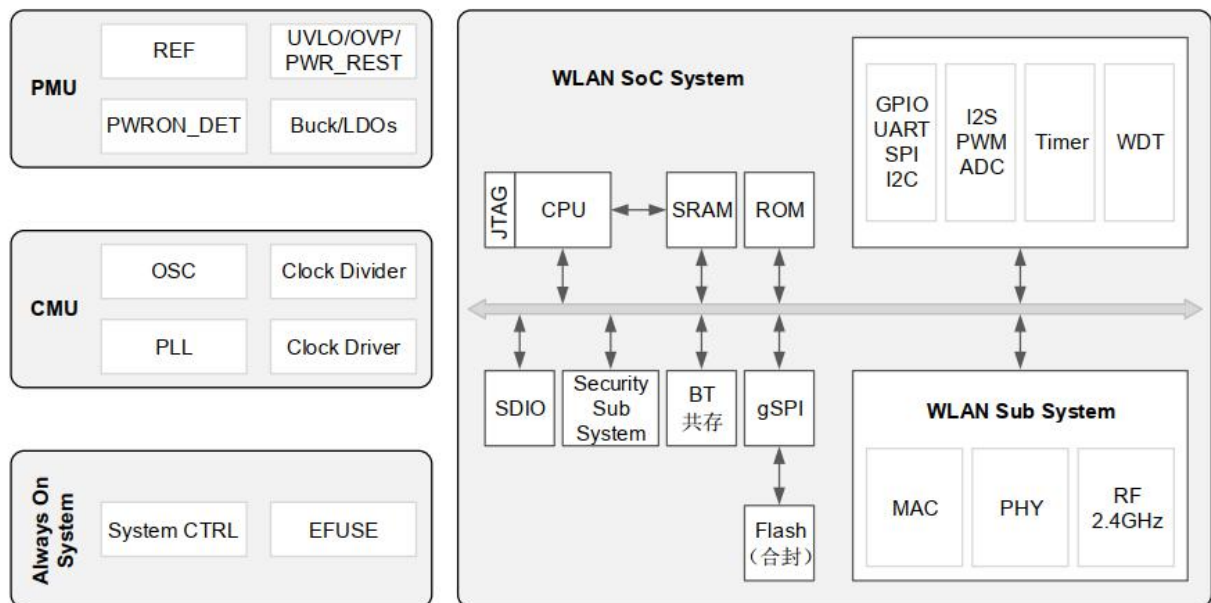 PMU
REF
UVLO/OVP/
PWR_REST
PWRON_DET
Buck/LDOs
CMU
OSC
Clock Divider
PLL
Clock Driver
Always On
System
System CTRL
EFUSE
WLAN SoC System
GPIO
UART
SPI
I2C
I2S
PWM
ADC
Timer
WDT
JTAG
CPU
SRAM
ROM
SDIO
Security
Sub
System
BT
共存
gSPI
Flash
（合封）
WLAN Sub System
MAC
PHY
RF
2.4GHz